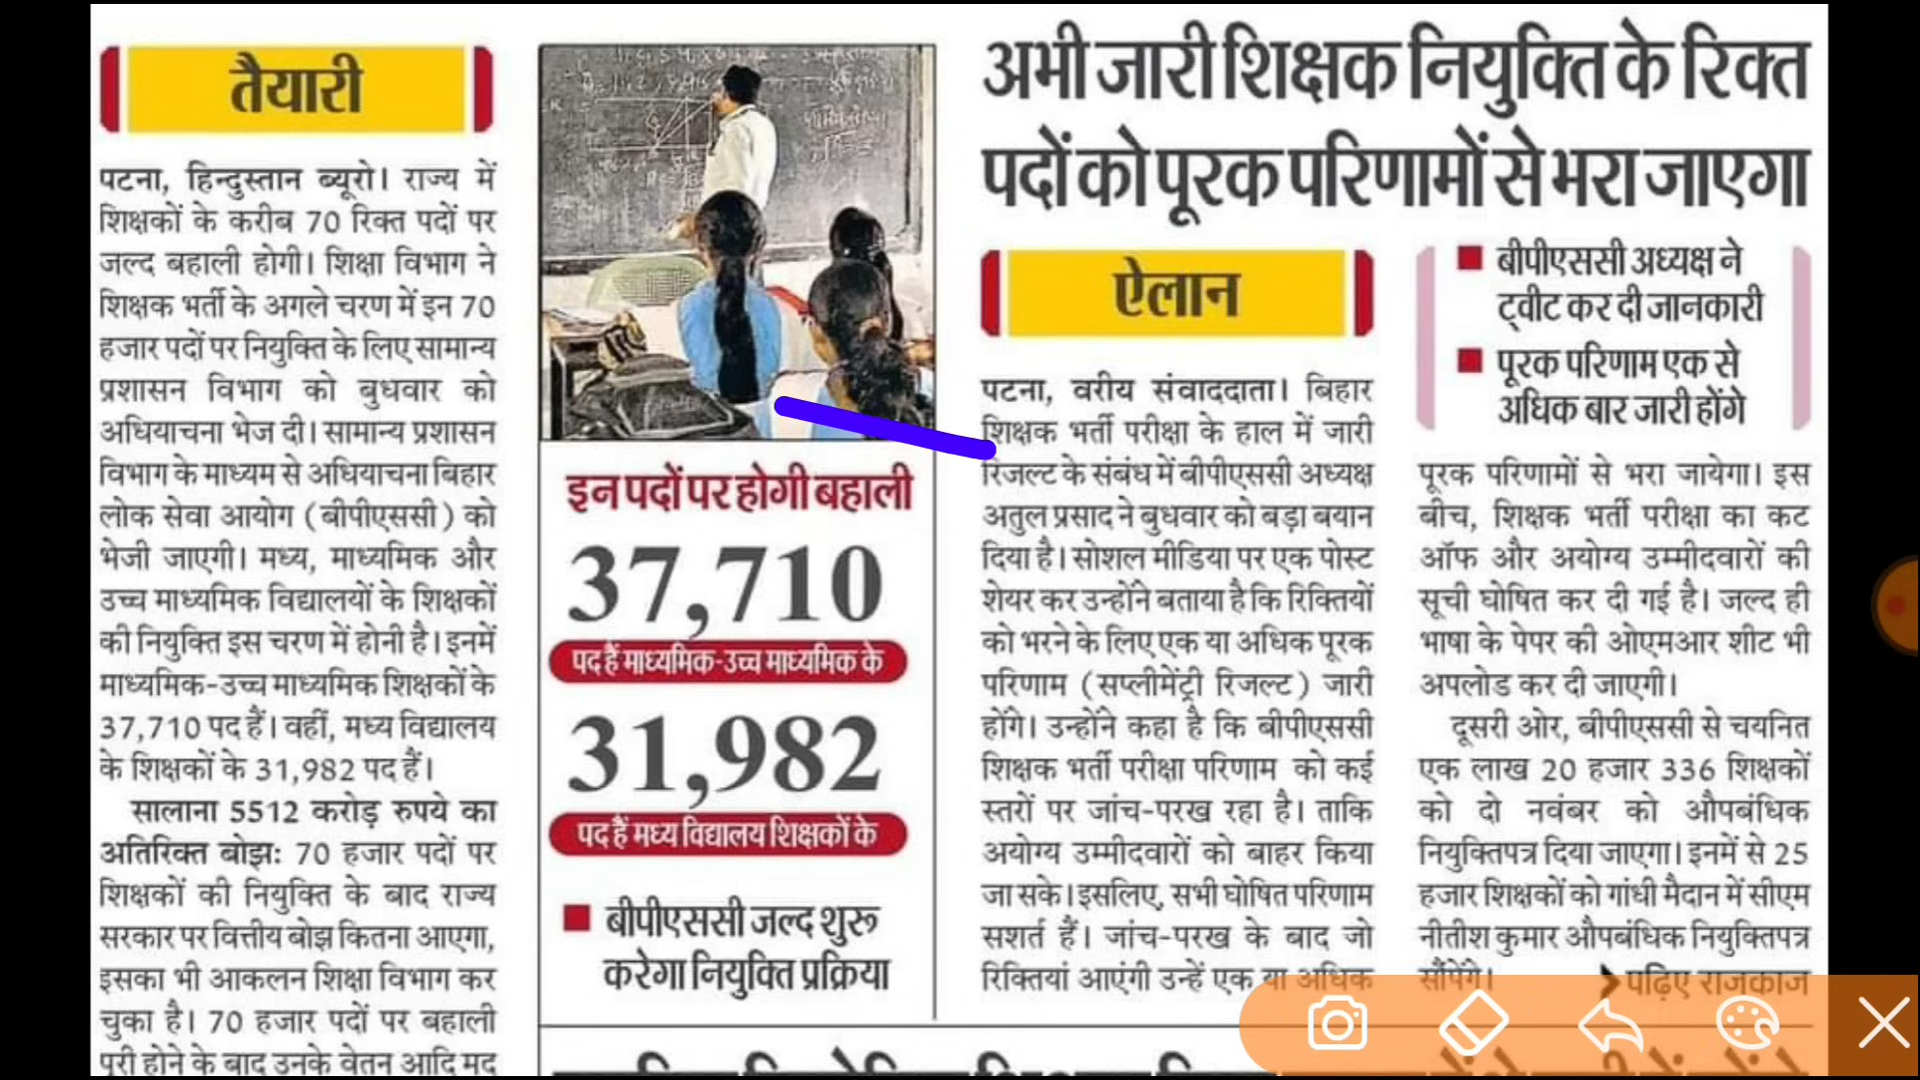 तैयारी
पटना, हिन्दुस्तान ब्यूरो। राज्य में
शिक्षकों के करीब 70 रिक्त पदों पर
जल्द बहाली होगी। शिक्षा विभाग ने
शिक्षक भर्ती के अगले चरण में इन 70
हजार पदों पर नियुक्ति के लिए सामान्य
प्रशासन विभाग को बुधवार को
अधियाचना भेज दी। सामान्य प्रशासन
विभाग के माध्यम से अधियाचना बिहार
लोक सेवा आयोग (बीपीएससी) को
भेजी जाएगी। मध्य, माध्यमिक और
उच्च माध्यमिक विद्यालयों के शिक्षकों
की नियुक्ति इस चरण में होनी है। इनमें
माध्यमिक-उच्च माध्यमिक शिक्षकों के
37,710 पद हैं। वहीं, मध्य विद्यालय
के शिक्षकों के 31,982 पद हैं।
सालाना 5512 करोड़ रुपये का
अतिरिक्त बोझ: 70 हजार पदों पर
शिक्षकों की नियुक्ति के बाद राज्य
सरकार पर वित्तीय बोझ कितना आएगा,
इसका भी आकलन शिक्षा विभाग कर
चुका है। 70 हजार पदों पर बहाली
पूरी होने के बाद उनके वेतन आदि मद
इन पदों पर होगी बहाली
37,710
पद हैं माध्यमिक-उच्च माध्यमिक के
31,982
पद हैं मध्य विद्यालय शिक्षकों के
बीपीएससी जल्द शुरू
करेगा नियुक्ति प्रक्रिया
अभी जारी शिक्षक नियुक्ति के रिक्त
पदों को पूरक परिणामों से भरा जाएगा
ऐलान
पटना, वरीय संवाददाता। बिहार
शिक्षक भर्ती परीक्षा के हाल में जारी
रिजल्ट के संबंध में बीपीएससी अध्यक्ष
अतुल प्रसाद ने बुधवार को बड़ा बयान
दिया है। सोशल मीडिया पर एक पोस्ट
शेयर कर उन्होंने बताया है कि रिक्तियों
को भरने के लिए एक या अधिक पूरक
परिणाम (सप्लीमेंट्री रिजल्ट) जारी
होंगे। उन्होंने कहा है कि बीपीएससी
शिक्षक भर्ती परीक्षा परिणाम को कई
स्तरों पर जांच-परख रहा है। ताकि
अयोग्य उम्मीदवारों को बाहर किया
जा सके। इसलिए, सभी घोषित परिणाम
सशर्त हैं। जांच-परख के बाद जो
रिक्तियां आएंगी उन्हें एक या अधिक
बीपीएससी अध्यक्ष ने
ट्वीट कर दी जानकारी
पूरक परिणाम एक से
अधिक बार जारी होंगे
पूरक परिणामों से भरा जायेगा। इस
बीच, शिक्षक भर्ती परीक्षा का कट
ऑफ और अयोग्य उम्मीदवारों की
सूची घोषित कर दी गई है। जल्द ही
भाषा के पेपर की ओएमआर शीट भी
अपलोड कर दी जाएगी।
दूसरी ओर, बीपीएससी से चयनित
एक लाख 20 हजार 336 शिक्षकों
को दो नवंबर को औपबंधिक
नियुक्तिपत्र दिया जाएगा। इनमें से 25
हजार शिक्षकों को गांधी मैदान में सीएम
नीतीश कुमार औपबंधिक नियुक्तिपत्र
सौंपेंगे।
पढ़िए राजकाज